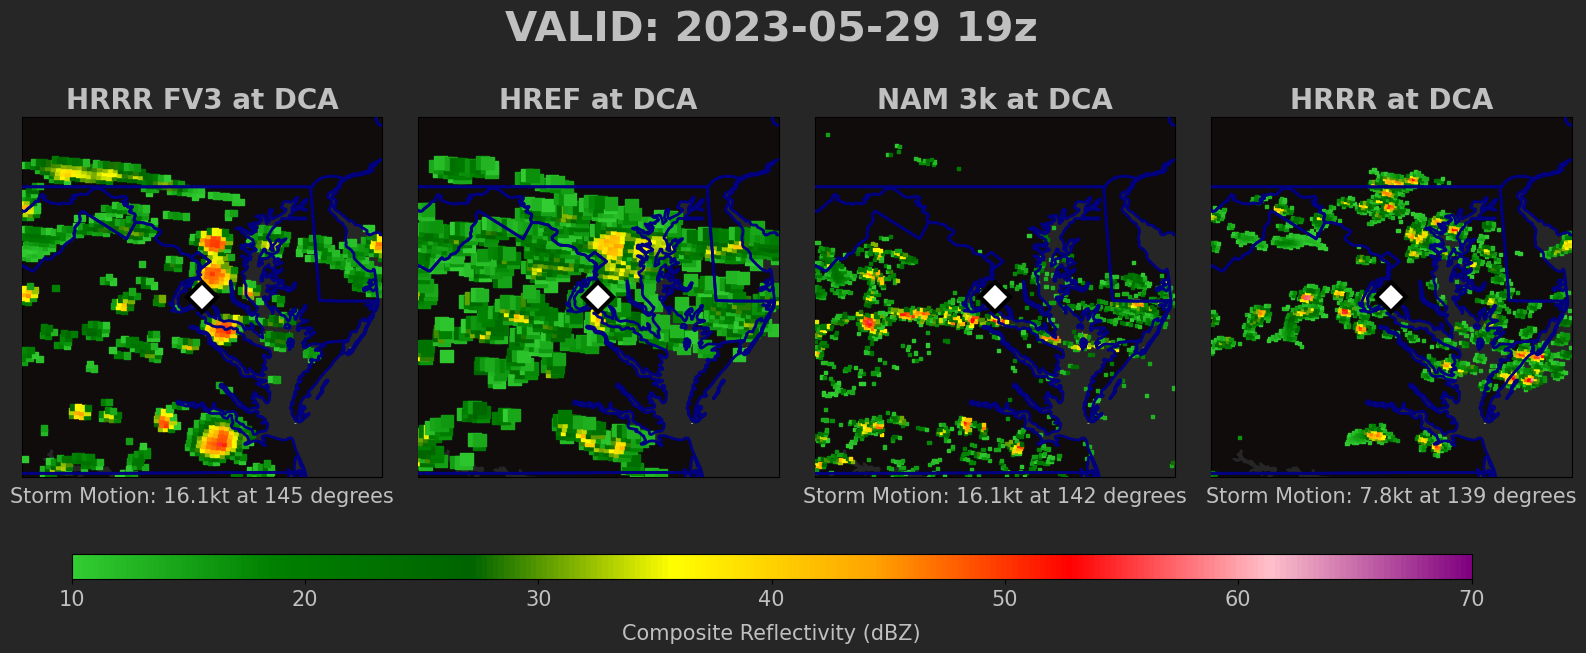 VALID: 2023-05-29 19z
HRRR FV3 at DCA
HREF at DCA
NAM 3k at DCA
HRRR at DCA
Storm Motion: 16.1kt at 145 degrees
Storm Motion: 16.1kt at 142 degrees
Storm Motion: 7.8kt at 139 degrees
10 20 30 40 50 60 70
Composite Reflectivity (dBZ)